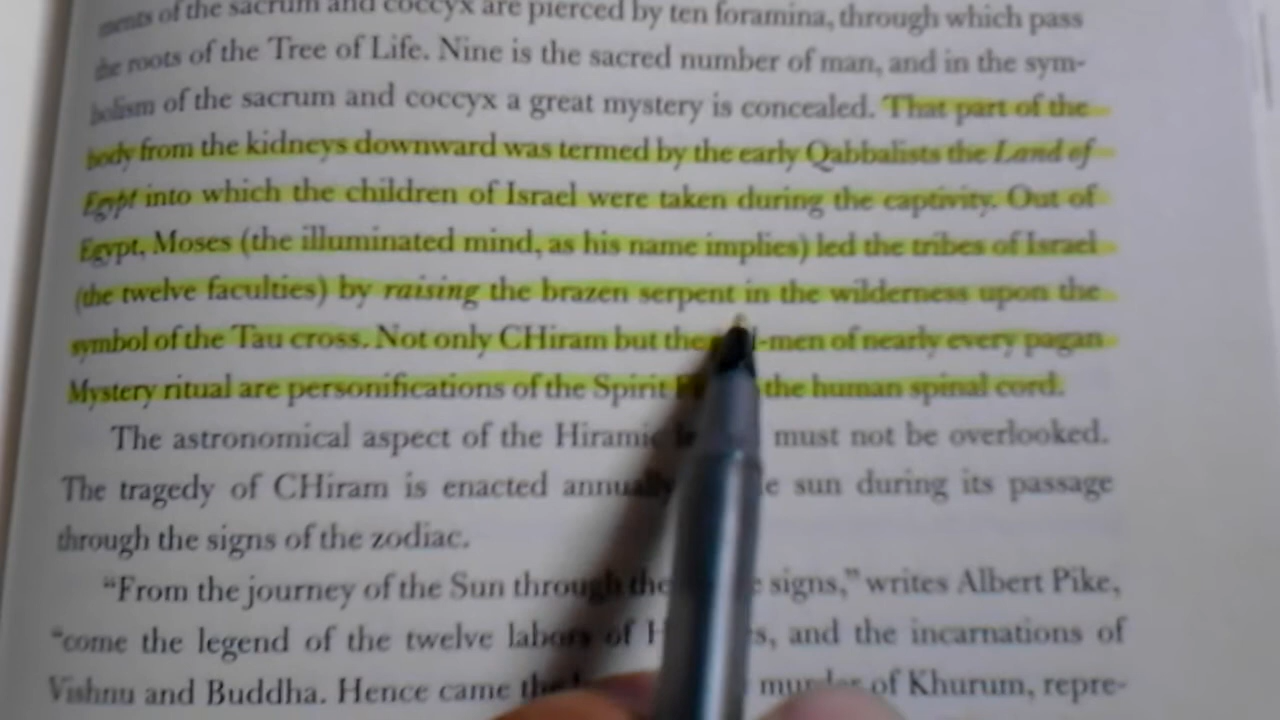 ments of the sacrum and coccyx are pierced by ten foramina, through which pass
the roots of the Tree of Life. Nine is the sacred number of man, and in the sym-
bolism of the sacrum and coccyx a great mystery is concealed. That part of the
body from the kidneys downward was termed by the early Qabbalists the Land of
Egypt into which the children of Israel were taken during the captivity. Out of
Egypt, Moses (the illuminated mind, as his name implies) led the tribes of Israel
(the twelve faculties) by raising the brazen serpent in the wilderness upon the
symbol of the Tau cross. Not only CHiram but the -men of nearly every pagan
Mystery ritual are personifications of the Spirit the human spinal cord.
The astronomical aspect of the Hiramic must not be overlooked.
The tragedy of CHiram is enacted annually sun during its passage
through the signs of the zodiac.
"From the journey of the Sun through the signs," writes Albert Pike,
"come the legend of the twelve labors of and the incarnations of
Vishnu and Buddha. Hence came the murder of Khurum, repre-